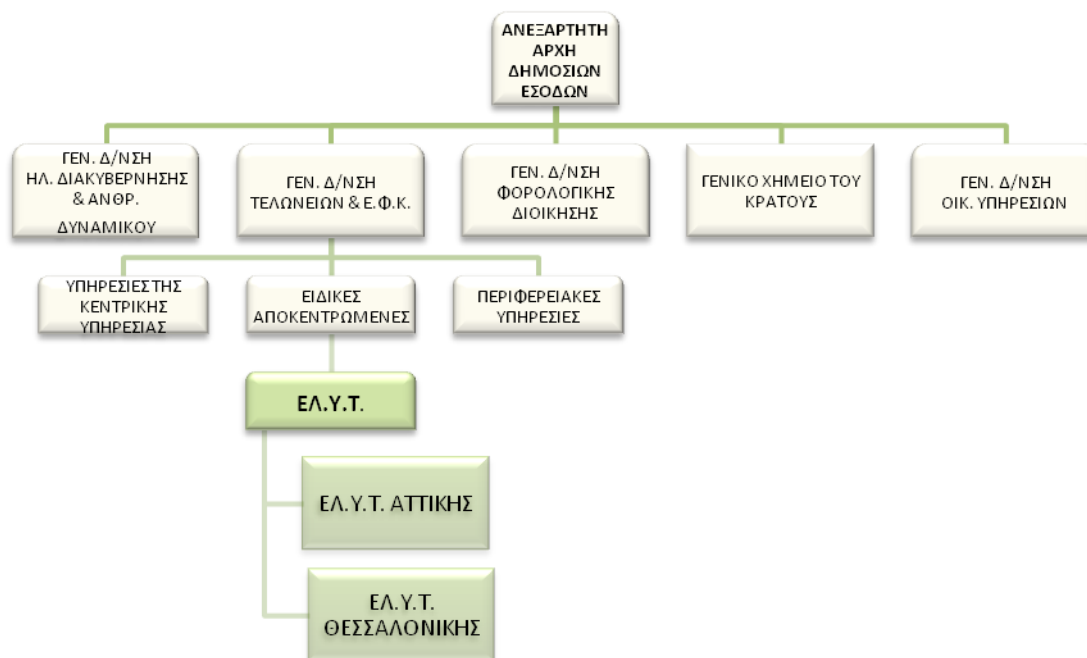 ΑΝΕΞΑΡΤΗΤΗ
ΑΡΧΗ
ΔΗΜΟΣΙΩΝ
ΕΣΟΔΩΝ
ΓΕΝ. Δ/ΝΣΗ
ΗΛ. ΔΙΑΚΥΒΕΡΝΗΣΗΣ
& ΑΝΘΡ.
ΔΥΝΑΜΙΚΟΥ
ΓΕΝ. Δ/ΝΣΗ
ΤΕΛΩΝΕΙΩΝ & Ε.Φ.Κ.
ΓΕΝ. Δ/ΝΣΗ
ΦΟΡΟΛΟΓΙΚΗΣ
ΔΙΟΙΚΗΣΗΣ
ΓΕΝΙΚΟ ΧΗΜΕΙΟ ΤΟΥ
ΚΡΑΤΟΥΣ
ΓΕΝ. Δ/ΝΣΗ
ΟΙΚ. ΥΠΗΡΕΣΙΩΝ
ΥΠΗΡΕΣΙΕΣ ΤΗΣ
ΚΕΝΤΡΙΚΗΣ
ΥΠΗΡΕΣΙΑΣ
ΕΙΔΙΚΕΣ
ΑΠΟΚΕΝΤΡΩΜΕΝΕΣ
ΠΕΡΙΦΕΡΕΙΑΚΕΣ
ΥΠΗΡΕΣΙΕΣ
ΕΛ.Υ.Τ.
ΕΛ.Υ.Τ. ΑΤΤΙΚΗΣ
ΕΛ.Υ.Τ.
ΘΕΣΣΑΛΟΝΙΚΗΣ